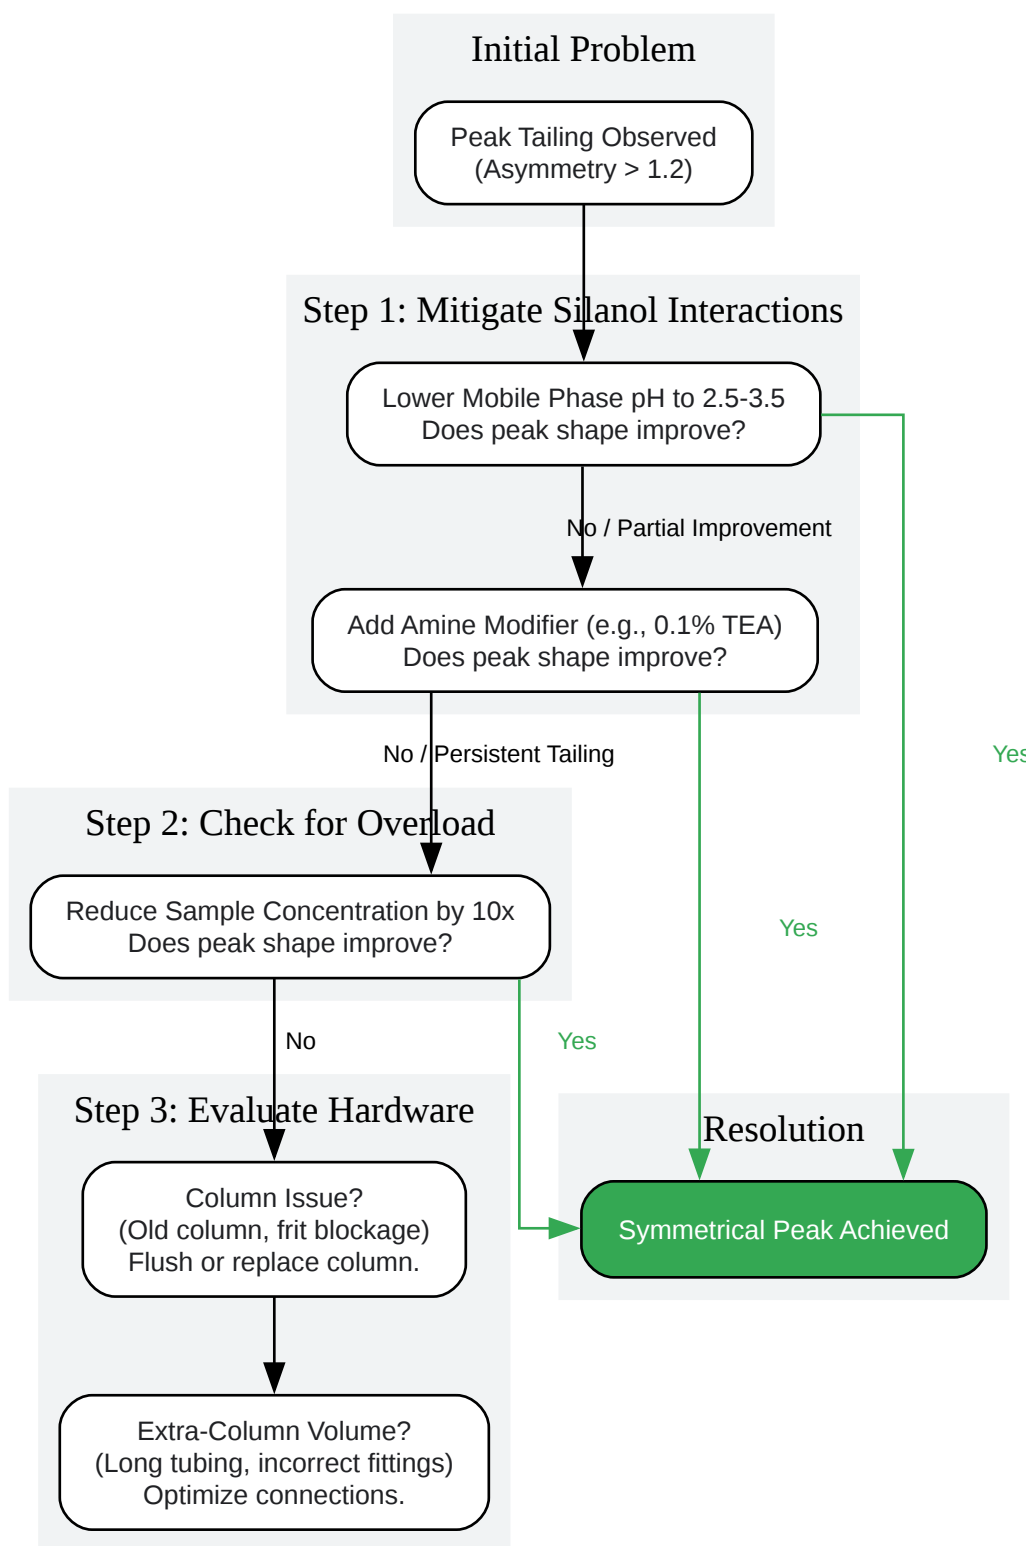 Initial Problem
Peak Tailing Observed
(Asymmetry > 1.2)
Step 1: Mitigate Silanol Interactions
Lower Mobile Phase pH to 2.5-3.5
Does peak shape improve?
No / Partial Improvement
Add Amine Modifier (e.g., 0.1% TEA)
Does peak shape improve?
No / Persistent Tailing
Yes
Step 2: Check for Overload
Reduce Sample Concentration by 10x
Does peak shape improve?
Yes
No
Yes
Step 3: Evaluate Hardware
Resolution
Column Issue?
(Old column, frit blockage)
Flush or replace column.
Symmetrical Peak Achieved
Extra-Column Volume?
(Long tubing, incorrect fittings)
Optimize connections.